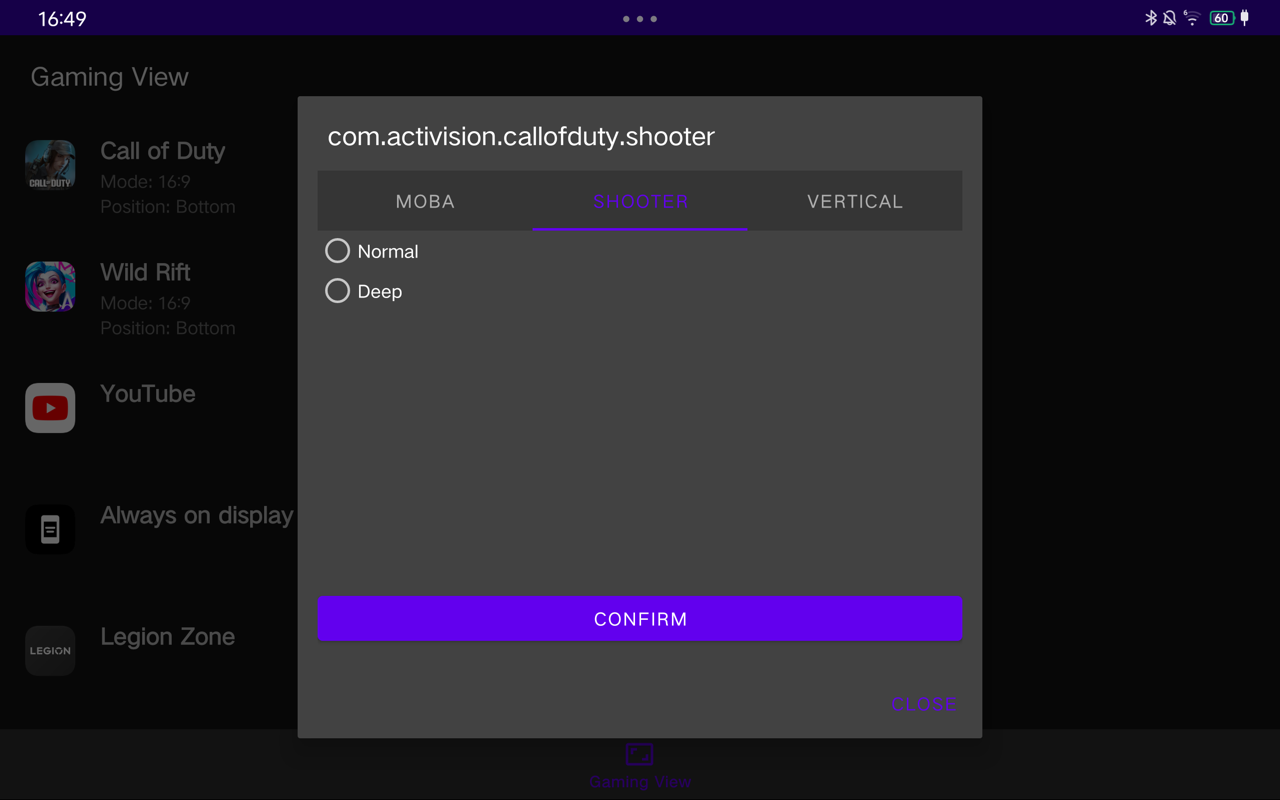 16:49
6
60
Gaming View
CALL OF DUTY
Call of Duty
Mode: 16:9
Position: Bottom
A
Wild Rift
Mode: 16:9
Position: Bottom
YouTube
Always on display
LEGION
Legion Zone
com.activision.callofduty.shooter
MOBA
SHOOTER
VERTICAL
Normal
Deep
CONFIRM
CLOSE
Gaming View